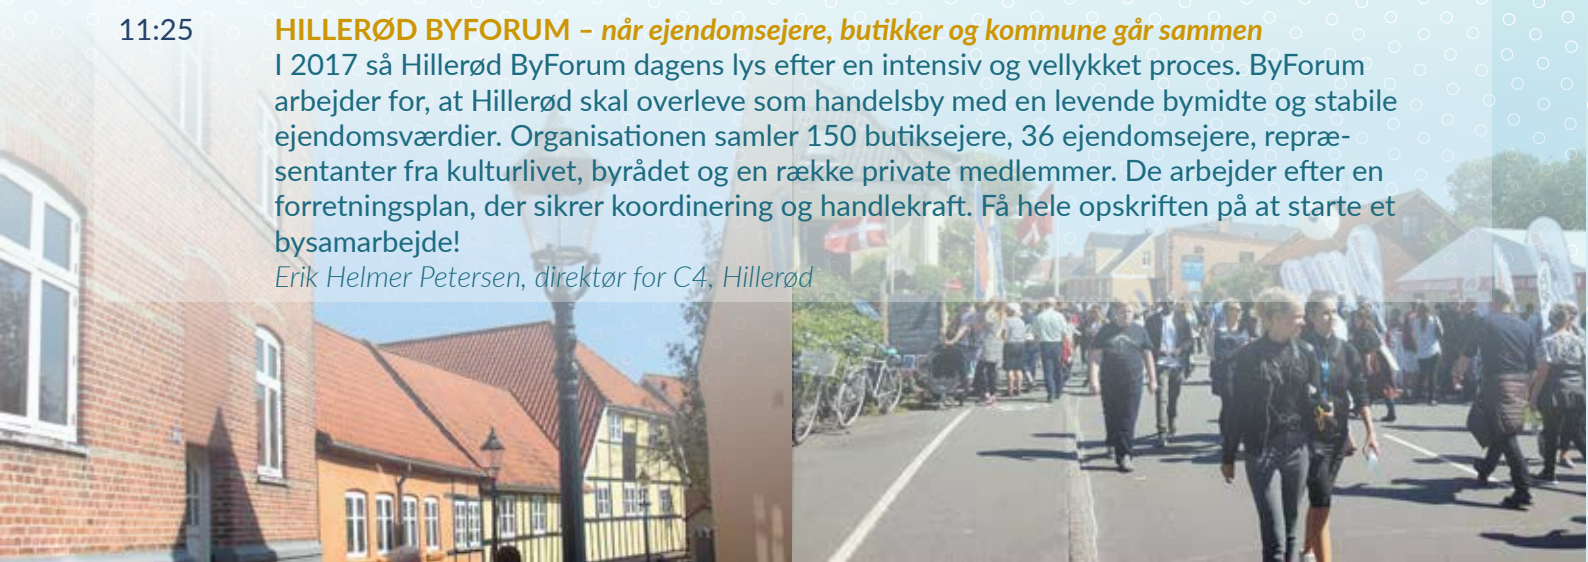 11:25 HILLERØD BYFORUM – når ejendomsejere, butikker og kommune går sammen
I 2017 så Hillerød ByForum dagens lys efter en intensiv og vellykket proces. ByForum
arbejder for, at Hillerød skal overleve som handelsby med en levende bymidte og stabile
ejendomsværdier. Organisationen samler 150 butiksejere, 36 ejendomsejere, repræ-
sentanter fra kulturlivet, byrådet og en række private medlemmer. De arbejder efter en
forretningsplan, der sikrer koordinering og handlekraft. Få hele opskriften på at starte et
bysamarbejde!
Erik Helmer Petersen, direktør for C4, Hillerød